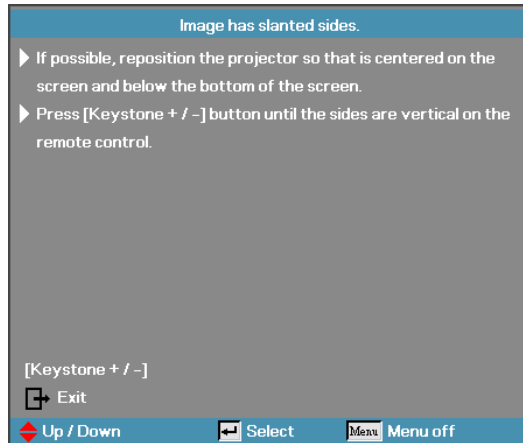 Image has slanted sides.
If possible, reposition the projector so that is centered on the
screen and below the bottom of the screen.
Press [Keystone + / -] button until the sides are vertical on the
remote control.
[Keystone + / -]
Exit
Up / Down Select Menu Menu off